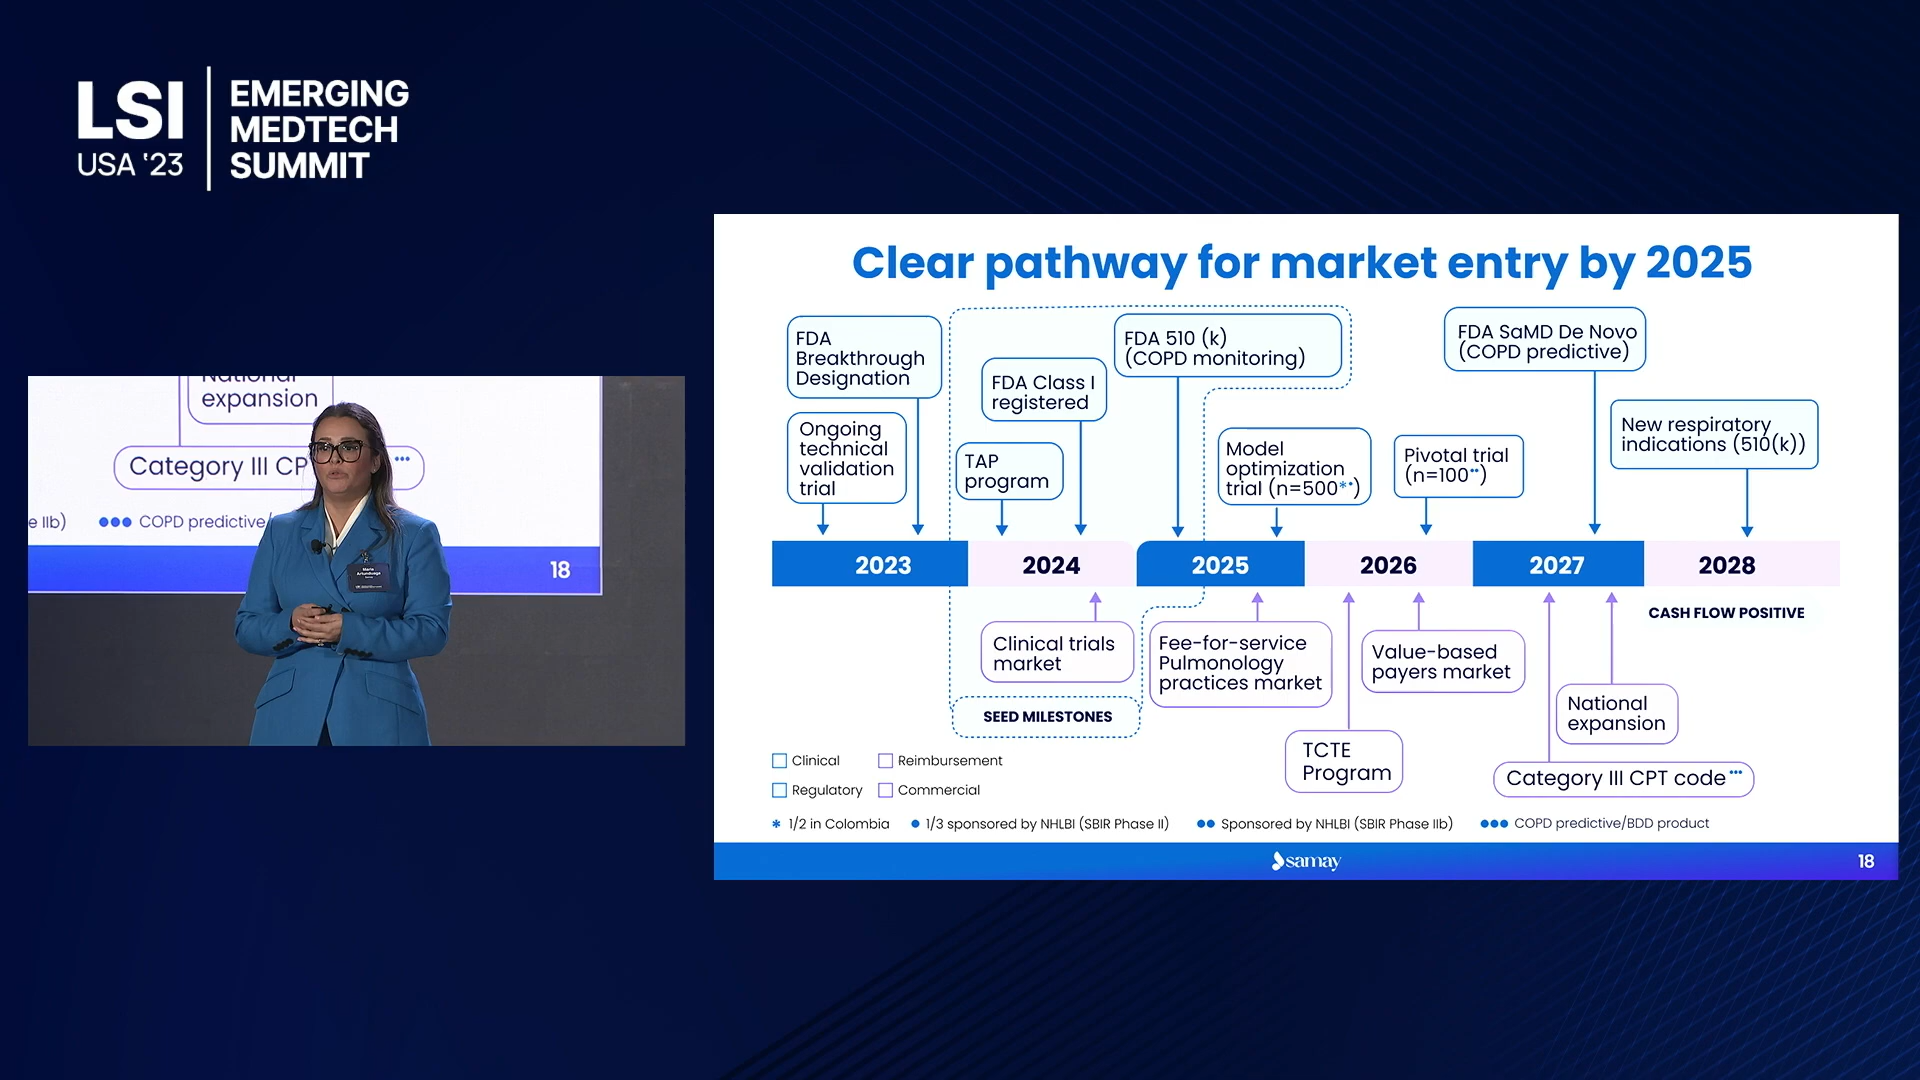 LSI
USA '23
EMERGING
MEDTECH
SUMMIT
National
expansion
Category III CP
•••
e IIb)
●●● COPD predictive/
18
Maria
Artunduaga
Clear pathway for market entry by 2025
FDA
Breakthrough
Designation
Ongoing
technical
validation
trial
TAP
program
FDA Class I
registered
FDA 510 (k)
(COPD monitoring)
Model
optimization
trial (n=500*•)
Pivotal trial
(n=100••)
FDA SaMD De Novo
(COPD predictive)
New respiratory
indications (510(k))
2023 2024 2025 2026 2027 2028
CASH FLOW POSITIVE
Clinical trials
market
Fee-for-service
Pulmonology
practices market
Value-based
payers market
National
expansion
SEED MILESTONES
TCTE
Program
Category III CPT code •••
Clinical Reimbursement
Regulatory Commercial
* 1/2 in Colombia ● 1/3 sponsored by NHLBI (SBIR Phase II) ●● Sponsored by NHLBI (SBIR Phase IIb) ●●● COPD predictive/BDD product
samay
18